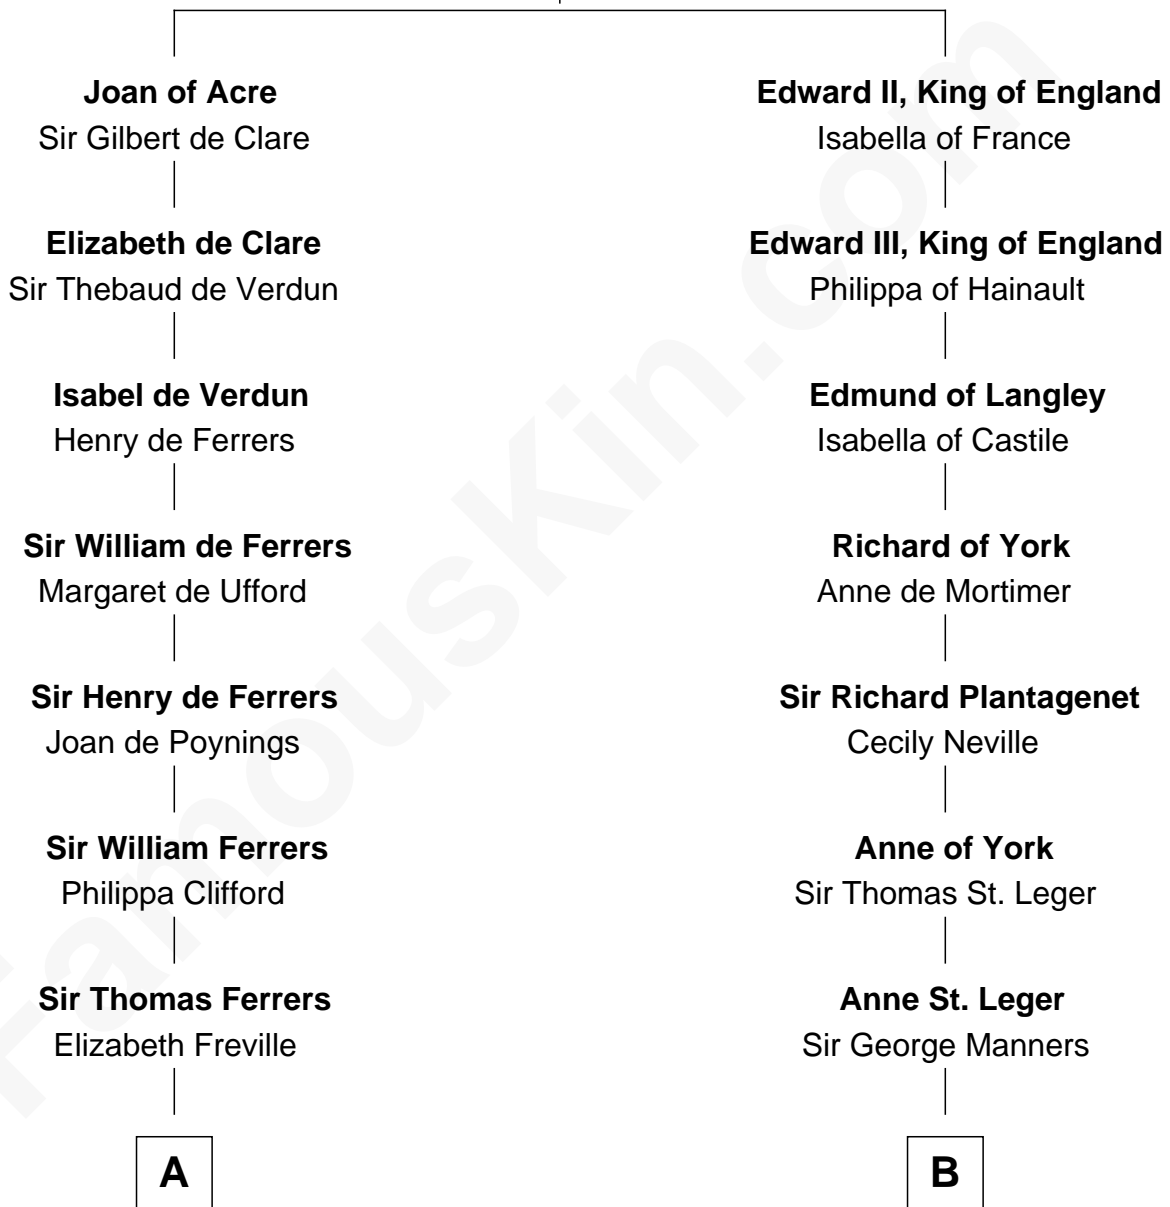 Joan of Acre
Sir Gilbert de Clare
Elizabeth de Clare
Sir Thebaud de Verdun
Isabel de Verdun
Henry de Ferrers
Sir William de Ferrers
Margaret de Ufford
Sir Henry de Ferrers
Joan de Poynings
Sir William Ferrers
Philippa Clifford
Sir Thomas Ferrers
Elizabeth Freville
A
Edward II, King of England
Isabella of France
Edward III, King of England
Philippa of Hainault
Edmund of Langley
Isabella of Castile
Richard of York
Anne de Mortimer
Sir Richard Plantagenet
Cecily Neville
Anne of York
Sir Thomas St. Leger
Anne St. Leger
Sir George Manners
B
FamousKin.com